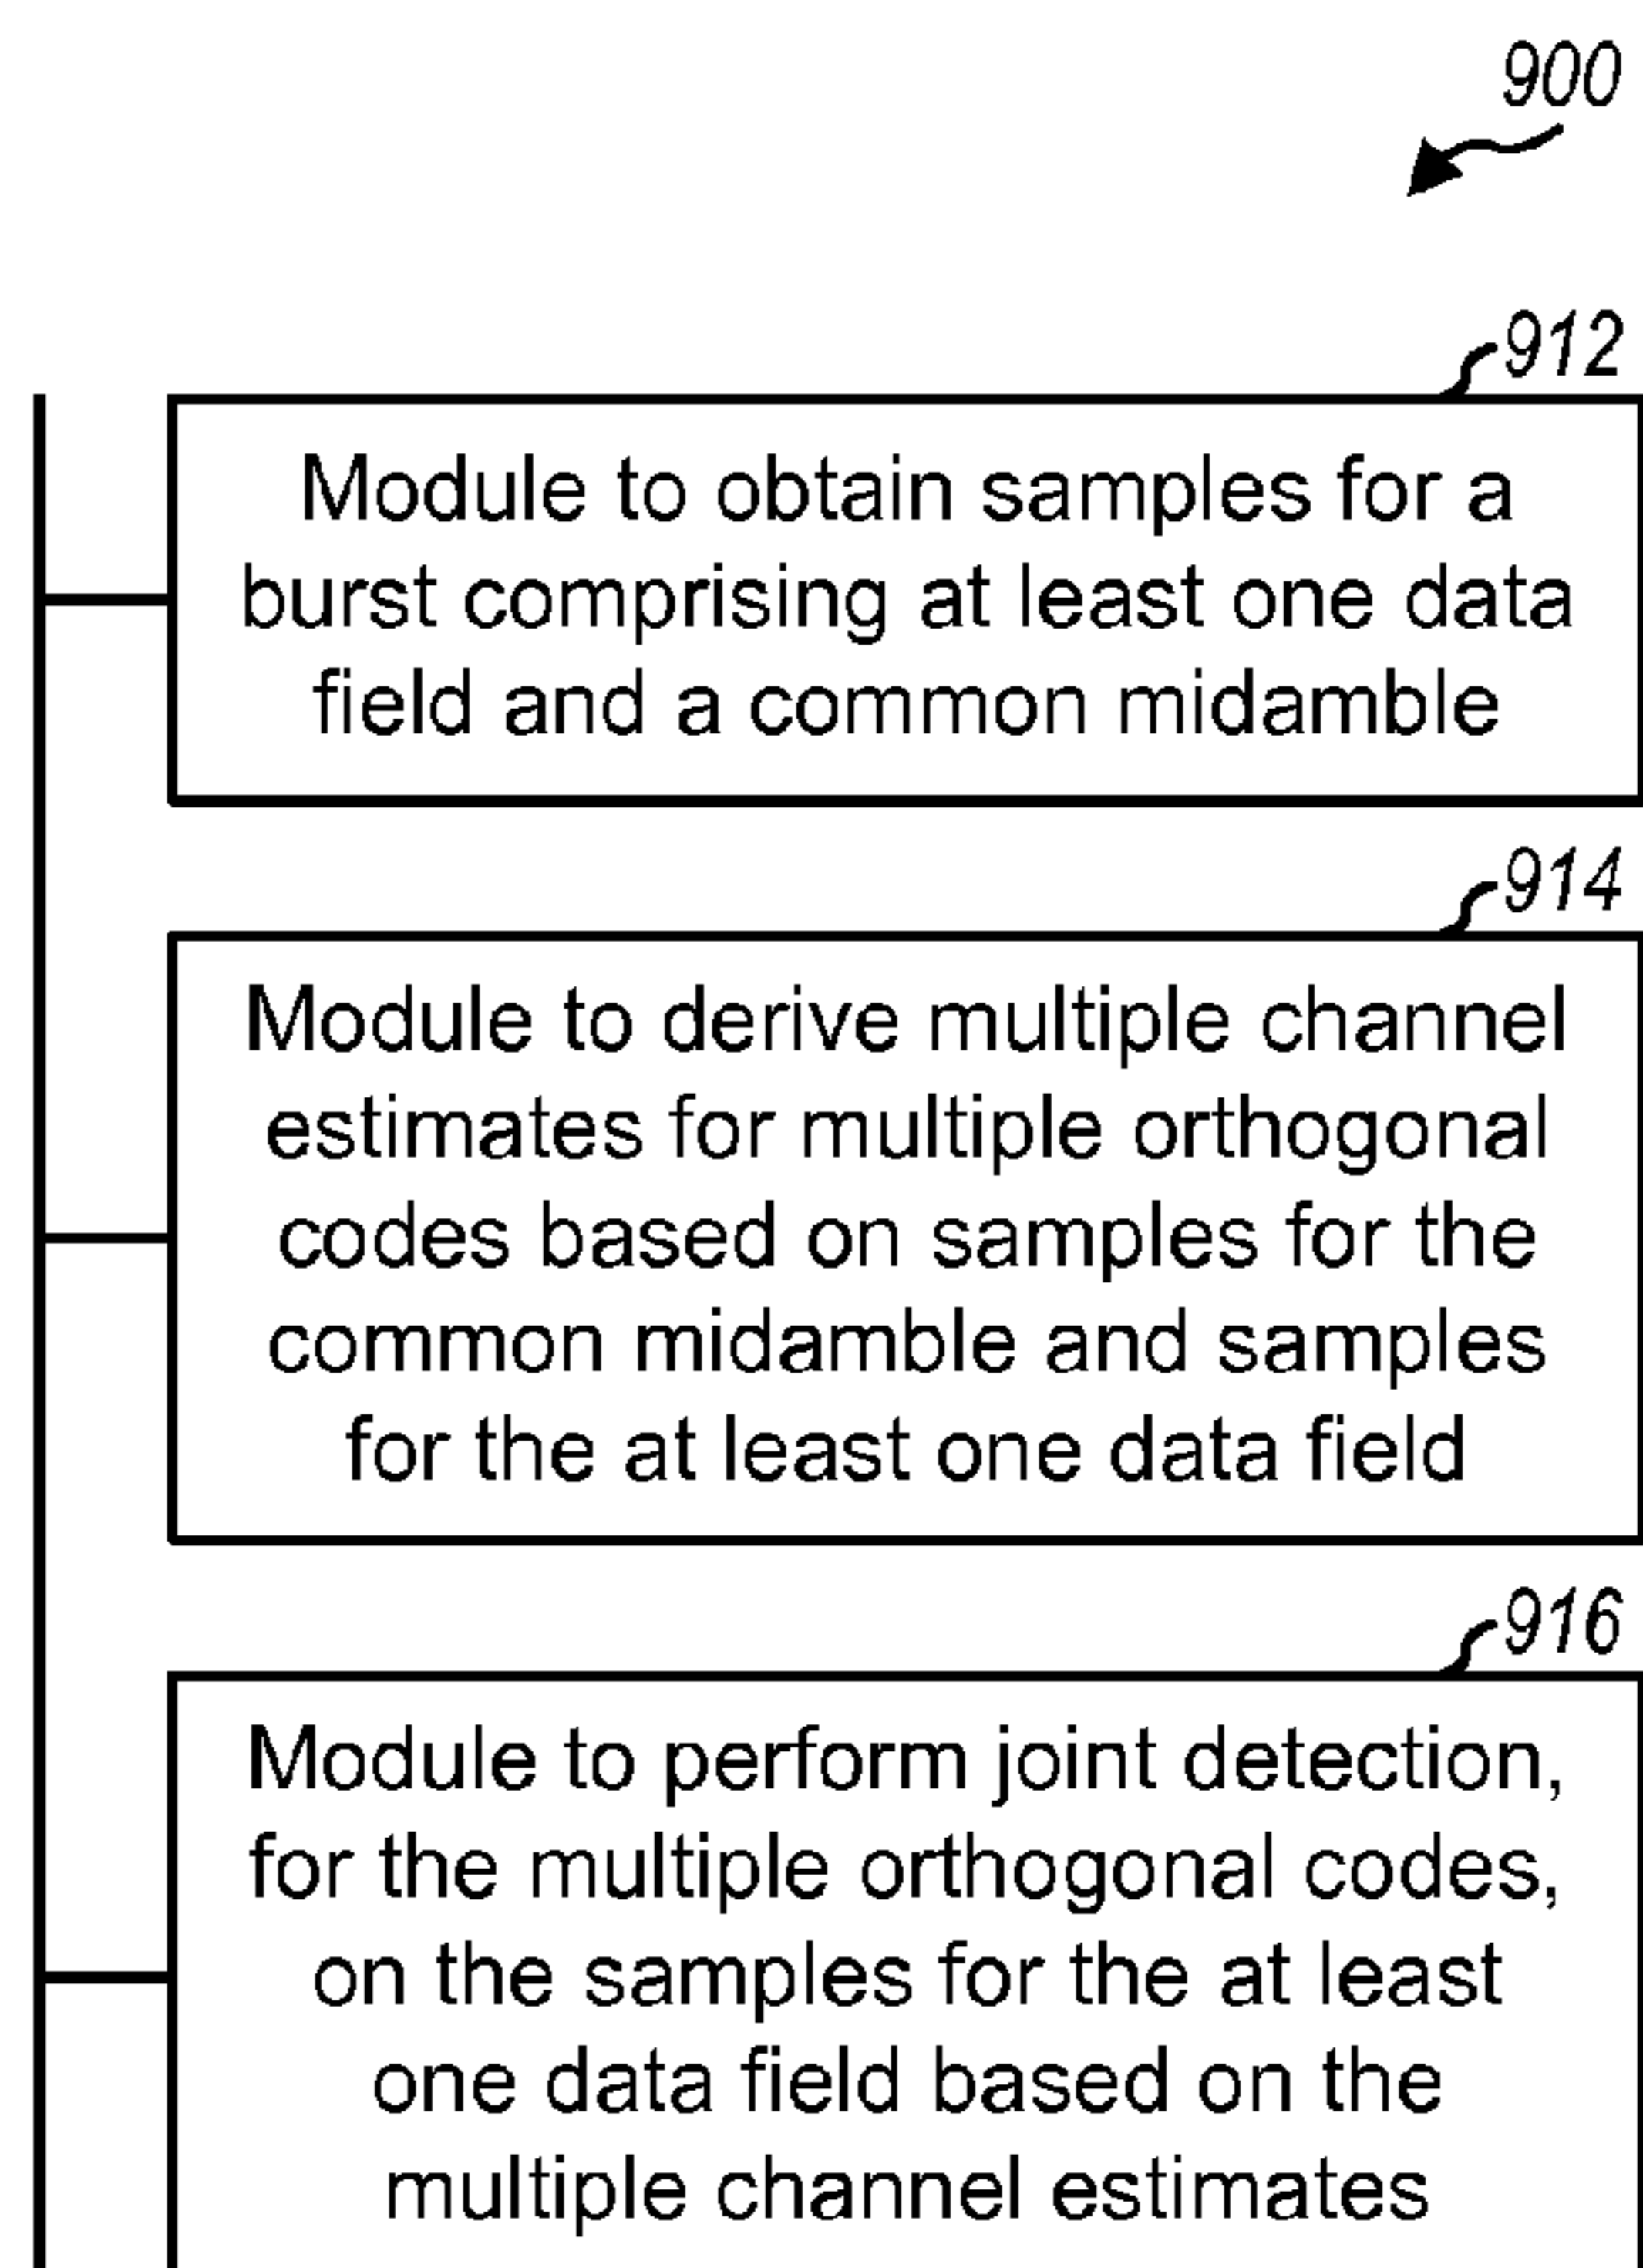 900
912
Module to obtain samples for a
burst comprising at least one data
field and a common midamble
914
Module to derive multiple channel
estimates for multiple orthogonal
codes based on samples for the
common midamble and samples
for the at least one data field
916
Module to perform joint detection,
for the multiple orthogonal codes,
on the samples for the at least
one data field based on the
multiple channel estimates